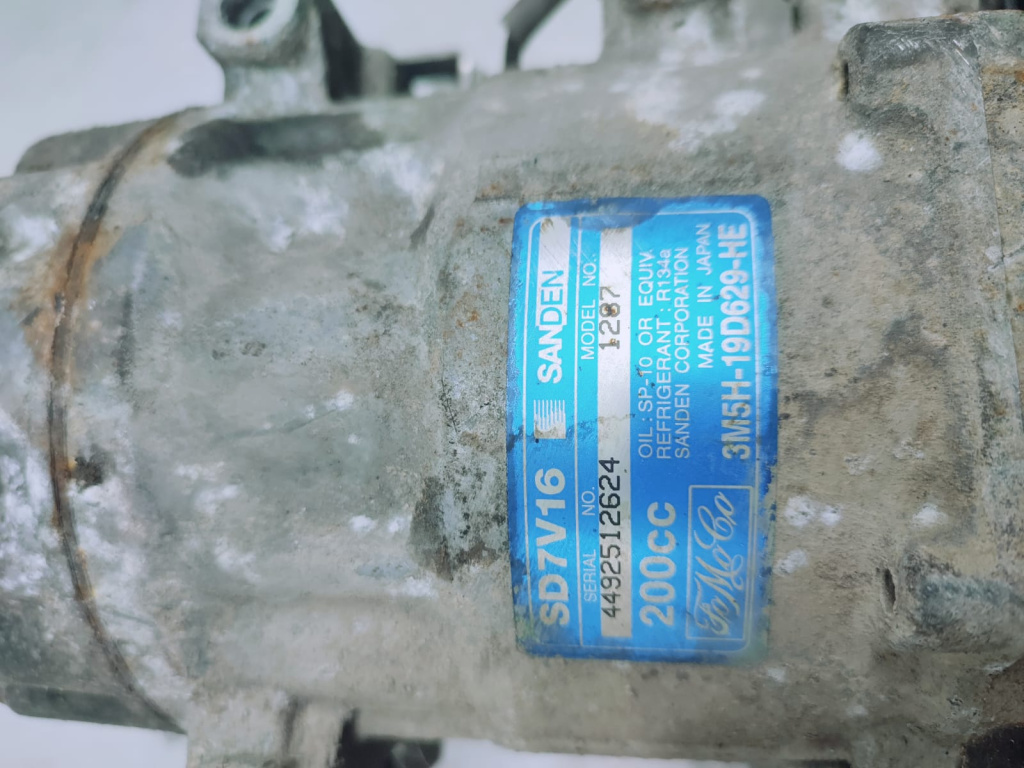 SD7V16 SANDEN
SERIAL NO. MODEL NO.
4492512624 1287
200CC
OIL : SP-10 OR EQUIV.
REFRIGERANT : R134a
SANDEN CORPORATION
MADE IN JAPAN
FoMoCo
3M5H-19D629-HE